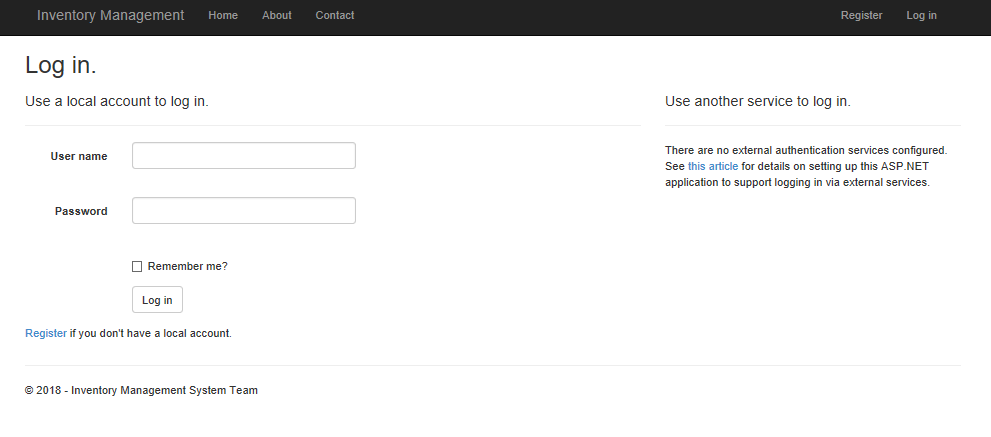 Inventory Management Home About Contact Register Log in
Log in.
Use a local account to log in.
User name
Password
Remember me?
Log in
Register if you don't have a local account.
Use another service to log in.
There are no external authentication services configured.
See this article for details on setting up this ASP.NET
application to support logging in via external services.
© 2018 - Inventory Management System Team